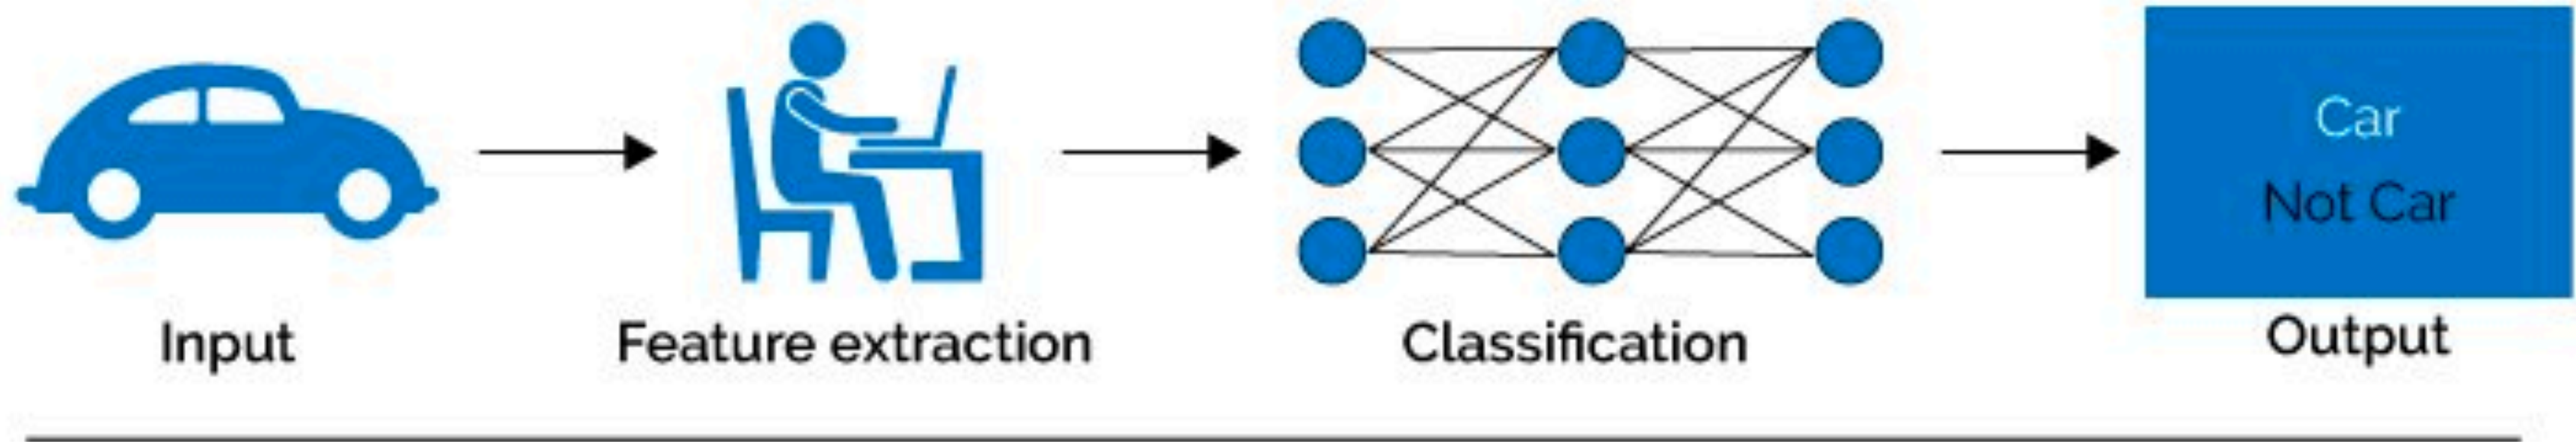 Car
Not Car
Input
Feature extraction
Classification
Output